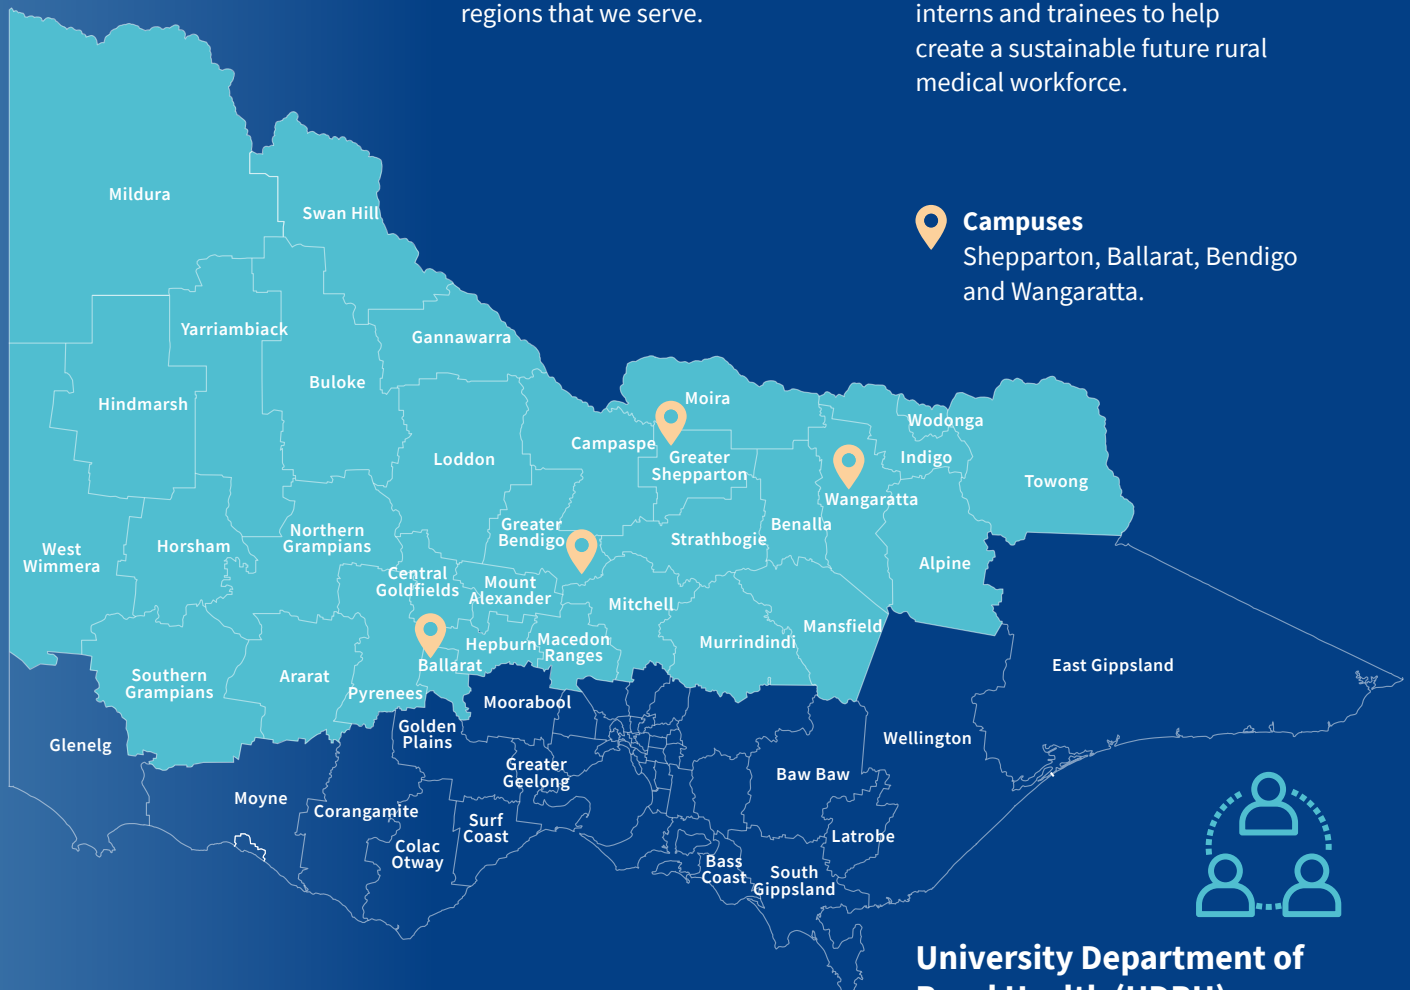 regions that we serve.
interns and trainees to help
create a sustainable future rural
medical workforce.
Campuses
Shepparton, Ballarat, Bendigo
and Wangaratta.
Mildura
Swan Hill
Yarriambiack
Gannawarra
Buloke
Hindmarsh
Moira
Wodonga
Campaspe
Loddon
Greater
Shepparton
Indigo
Towong
Wangaratta
Northern
Grampians
Horsham
Greater
Bendigo
Benalla
Strathbogie
West
Wimmera
Alpine
Central
Goldfields
Mount
Alexander
Mitchell
Mansfield
Murrindindi
Hepburn
Macedon
Ranges
Ballarat
East Gippsland
Southern
Grampians
Ararat
Pyrenees
Moorabool
Golden
Plains
Glenelg
Wellington
Greater
Geelong
Baw Baw
Moyne
Corangamite
Surf
Coast
Latrobe
Colac
Otway
Bass
Coast
South
Gippsland
University Department of
Rural Health (UDRH)